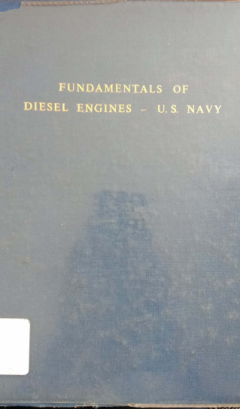 FUNDAMENTALS OF
DIESEL ENGINES – U.S. NAVY